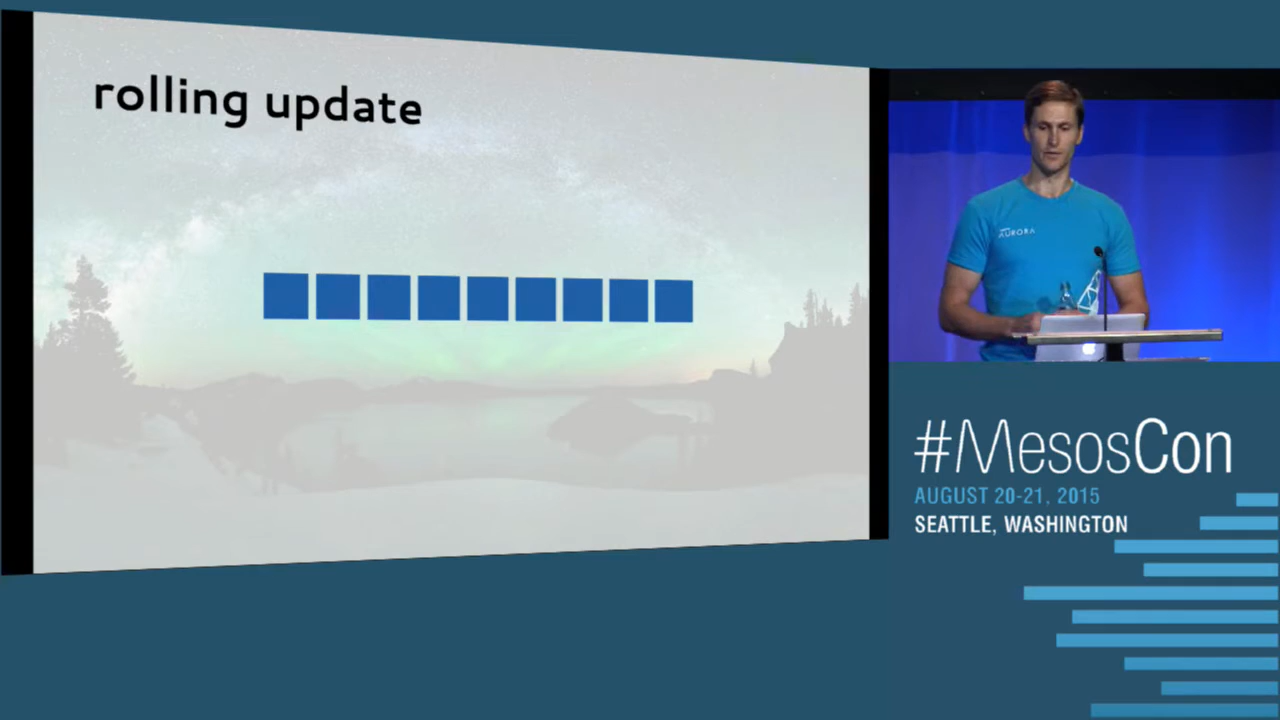 rolling update
AURORA
#MesosCon
AUGUST 20-21, 2015
SEATTLE, WASHINGTON